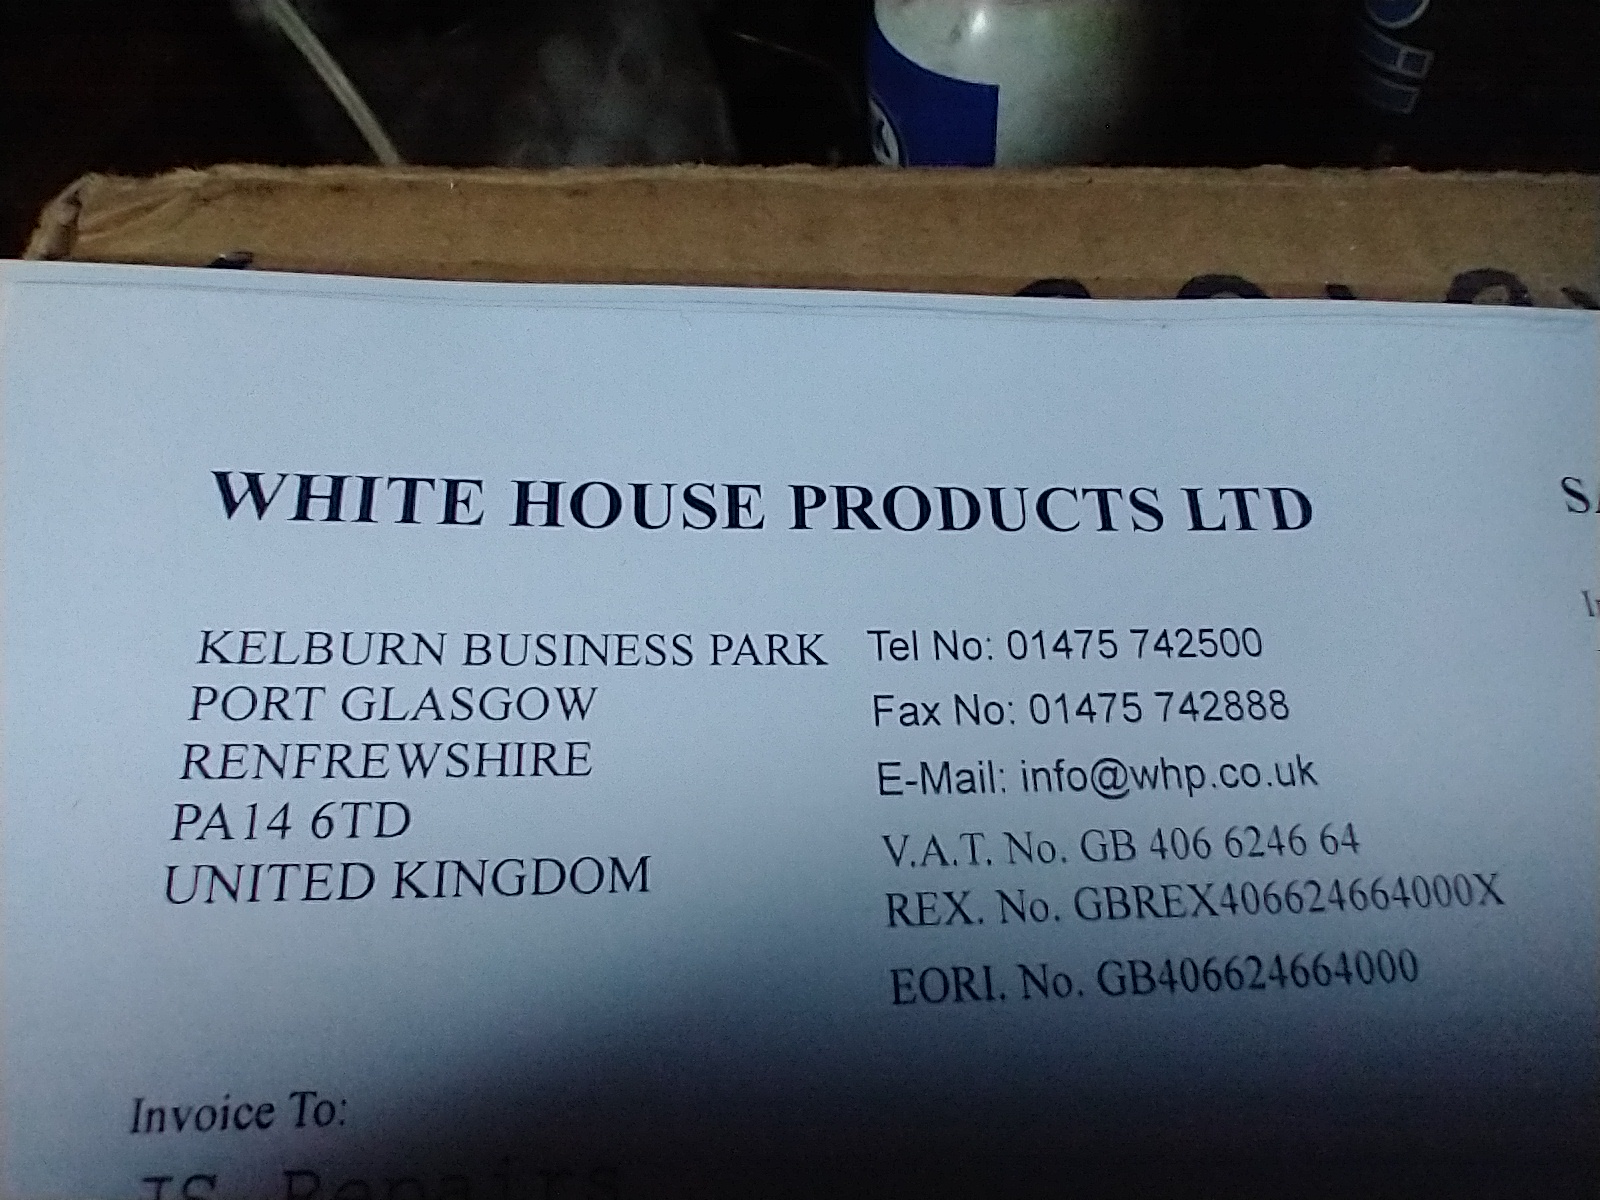 WHITE HOUSE PRODUCTS LTD
KELBURN BUSINESS PARK
PORT GLASGOW
RENFREWSHIRE
PA14 6TD
UNITED KINGDOM
Tel No: 01475 742500
Fax No: 01475 742888
E-Mail: info@whp.co.uk
V.A.T. No. GB 406 6246 64
REX. No. GBREX406624664000X
EORI. No. GB406624664000
Invoice To:
JS Repairs